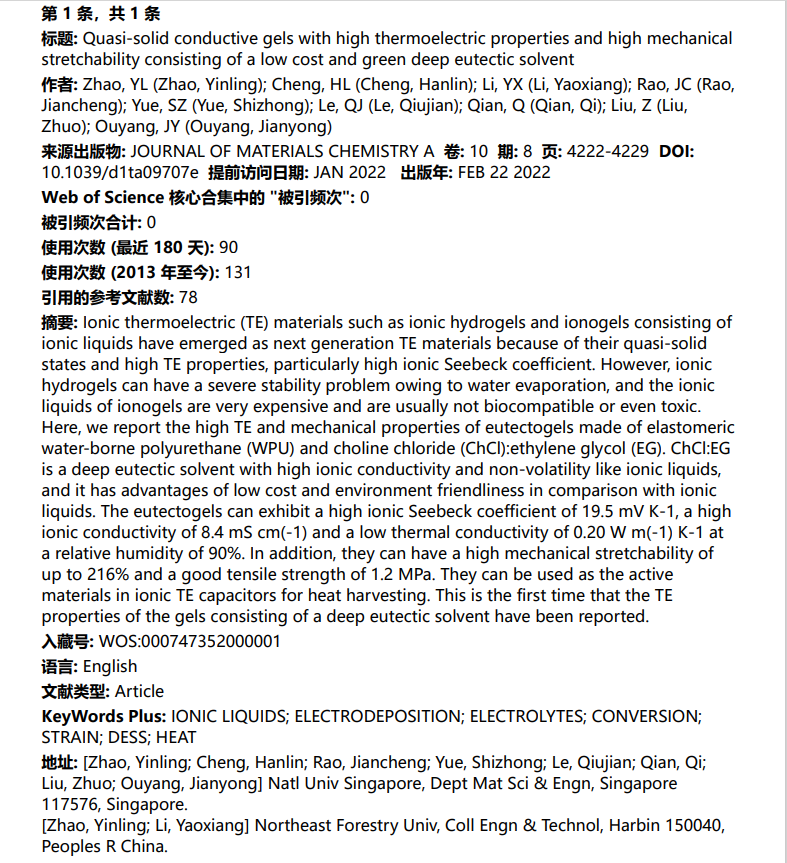 第 1 条，共 1 条
标题: Quasi-solid conductive gels with high thermoelectric properties and high mechanical
stretchability consisting of a low cost and green deep eutectic solvent
作者: Zhao, YL (Zhao, Yinling); Cheng, HL (Cheng, Hanlin); Li, YX (Li, Yaoxiang); Rao, JC (Rao,
Jiancheng); Yue, SZ (Yue, Shizhong); Le, QJ (Le, Qiujian); Qian, Q (Qian, Qi); Liu, Z (Liu,
Zhuo); Ouyang, JY (Ouyang, Jianyong)
来源出版物: JOURNAL OF MATERIALS CHEMISTRY A 卷: 10 期: 8 页: 4222-4229 DOI:
10.1039/d1ta09707e 提前访问日期: JAN 2022 出版年: FEB 22 2022
Web of Science 核心合集中的 "被引频次": 0
被引频次合计: 0
使用次数 (最近 180 天): 90
使用次数 (2013 年至今): 131
引用的参考文献数: 78
摘要: Ionic thermoelectric (TE) materials such as ionic hydrogels and ionogels consisting of
ionic liquids have emerged as next generation TE materials because of their quasi-solid
states and high TE properties, particularly high ionic Seebeck coefficient. However, ionic
hydrogels can have a severe stability problem owing to water evaporation, and the ionic
liquids of ionogels are very expensive and are usually not biocompatible or even toxic.
Here, we report the high TE and mechanical properties of eutectogels made of elastomeric
water-borne polyurethane (WPU) and choline chloride (ChCl):ethylene glycol (EG). ChCl:EG
is a deep eutectic solvent with high ionic conductivity and non-volatility like ionic liquids,
and it has advantages of low cost and environment friendliness in comparison with ionic
liquids. The eutectogels can exhibit a high ionic Seebeck coefficient of 19.5 mV K-1, a high
ionic conductivity of 8.4 mS cm(-1) and a low thermal conductivity of 0.20 W m(-1) K-1 at
a relative humidity of 90%. In addition, they can have a high mechanical stretchability of
up to 216% and a good tensile strength of 1.2 MPa. They can be used as the active
materials in ionic TE capacitors for heat harvesting. This is the first time that the TE
properties of the gels consisting of a deep eutectic solvent have been reported.
入藏号: WOS:000747352000001
语言: English
文献类型: Article
KeyWords Plus: IONIC LIQUIDS; ELECTRODEPOSITION; ELECTROLYTES; CONVERSION;
STRAIN; DESS; HEAT
地址: [Zhao, Yinling; Cheng, Hanlin; Rao, Jiancheng; Yue, Shizhong; Le, Qiujian; Qian, Qi;
Liu, Zhuo; Ouyang, Jianyong] Natl Univ Singapore, Dept Mat Sci & Engn, Singapore
117576, Singapore.
[Zhao, Yinling; Li, Yaoxiang] Northeast Forestry Univ, Coll Engn & Technol, Harbin 150040,
Peoples R China.